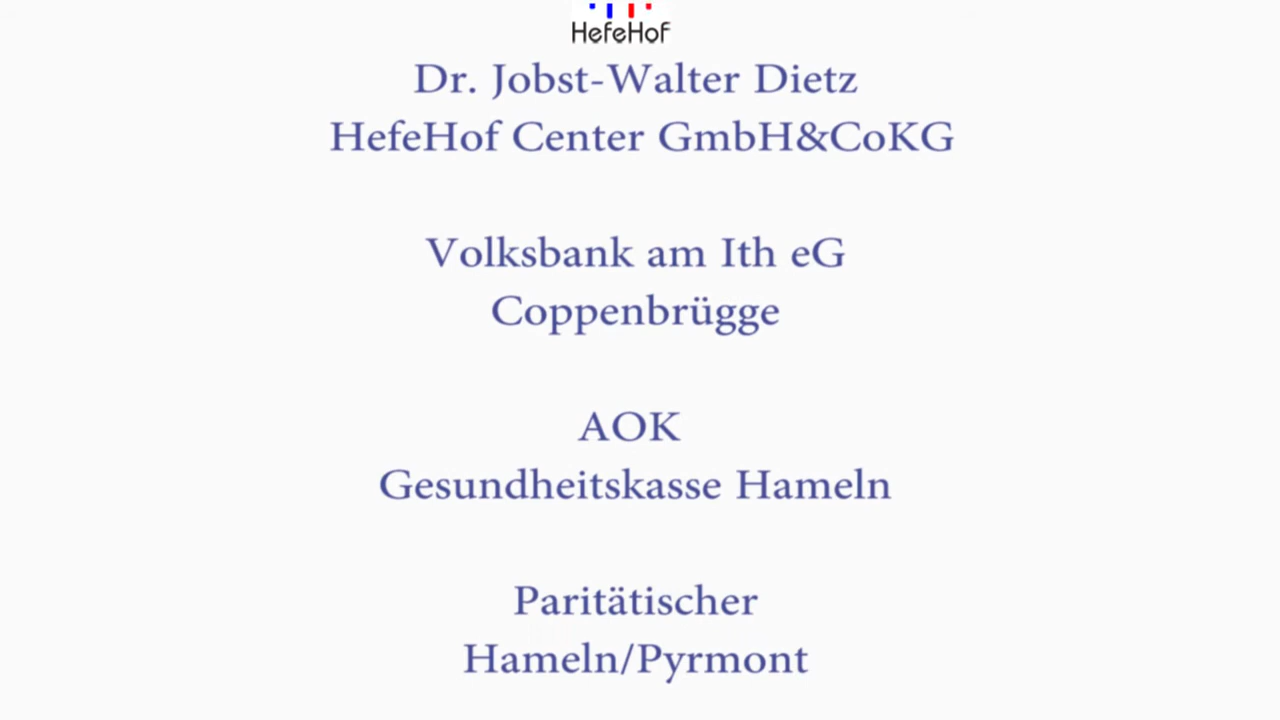 HefeHof
Dr. Jobst-Walter Dietz
HefeHof Center GmbH&CoKG
Volksbank am Ith eG
Coppenbrügge
AOK
Gesundheitskasse Hameln
Paritätischer
Hameln/Pyrmont